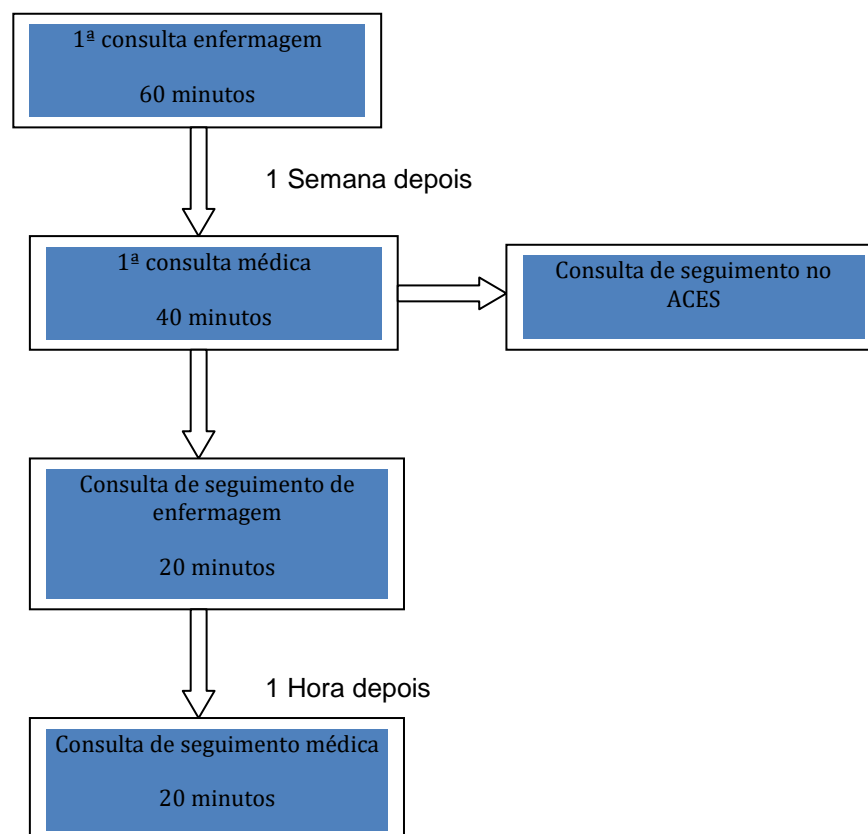 1ª consulta enfermagem
60 minutos
1 Semana depois
1ª consulta médica
40 minutos
Consulta de seguimento no
ACES
Consulta de seguimento de
enfermagem
20 minutos
1 Hora depois
Consulta de seguimento médica
20 minutos